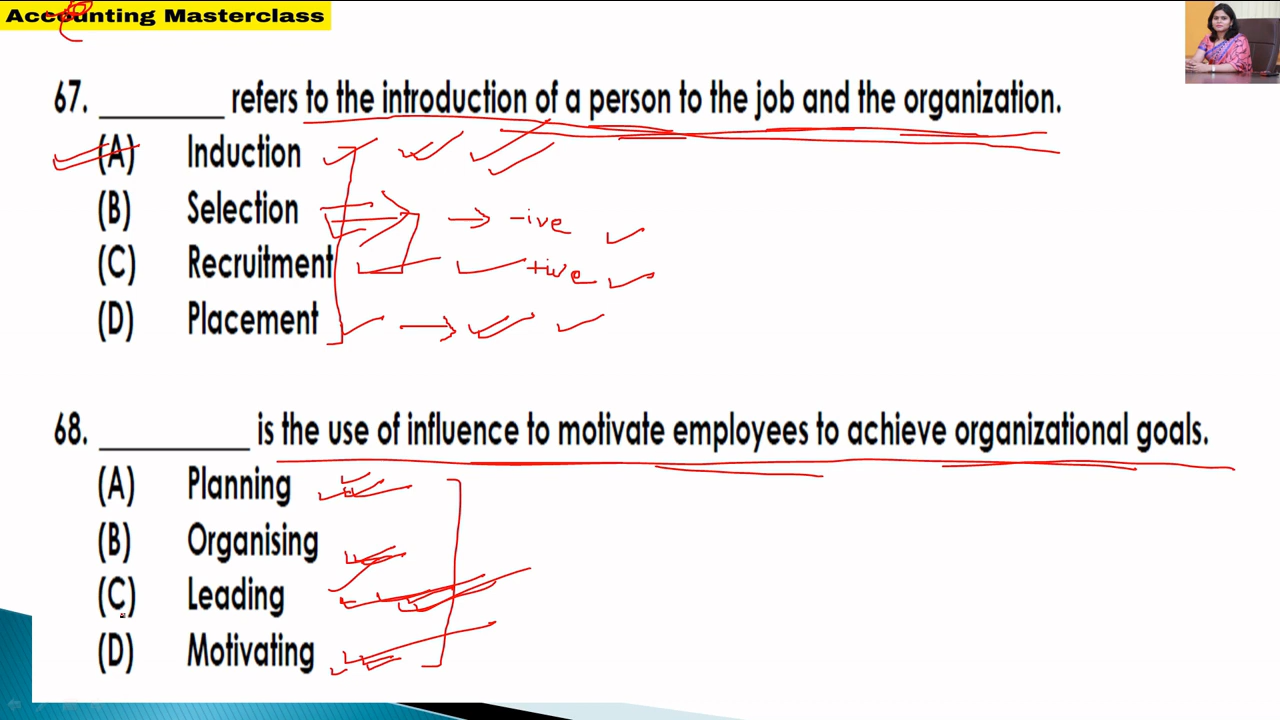 Accounting Masterclass
67. __________ refers to the introduction of a person to the job and the organization.
(A) Induction
(B) Selection → -ive
(C) Recruitment +ive
(D) Placement →
68. ____________ is the use of influence to motivate employees to achieve organizational goals.
(A) Planning
(B) Organising
(C) Leading
(D) Motivating